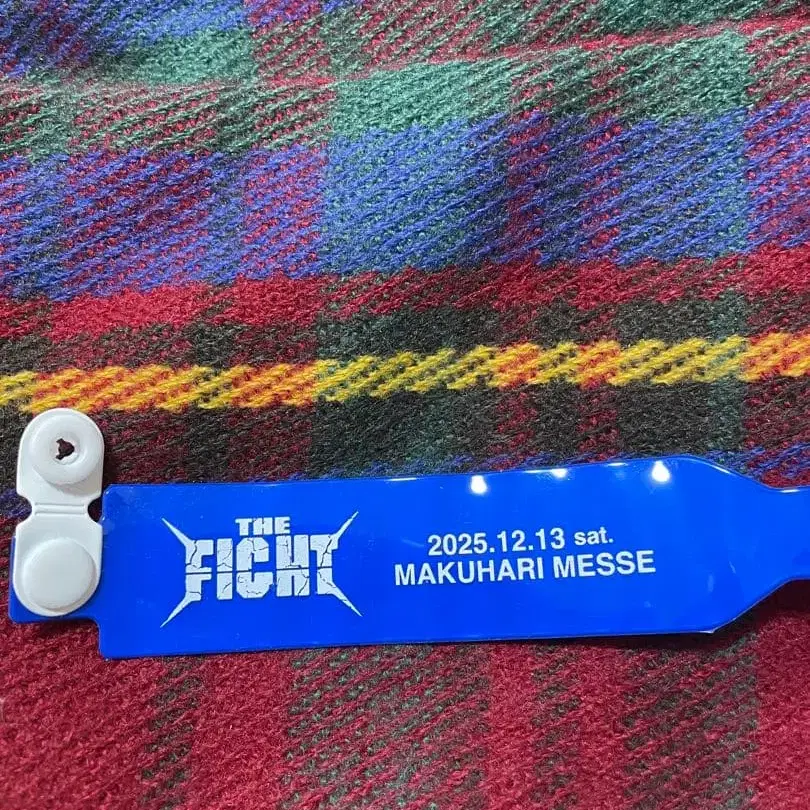 THE
FIGHT
2025.12.13 sat.
MAKUHARI MESSE